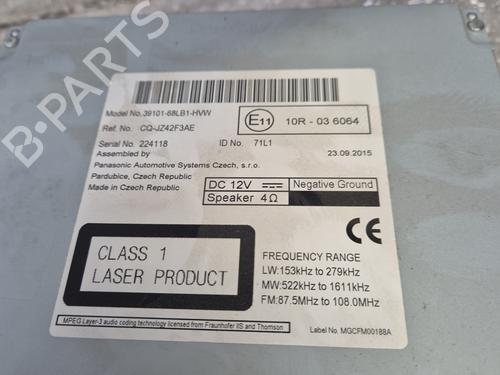 Model No. 39101-68LB1-HVW
Ref. No. CQ-JZ42F3AE
Serial No. 224118 ID No. 71L1
Assembled by 23.09.2015
Panasonic Automotive Systems Czech, s.r.o.
Pardubice, Czech Republic
Made in Czech Republic
E11 10R - 03 6064
DC 12V Negative Ground
Speaker 4Ω
CE
CLASS 1
LASER PRODUCT
FREQUENCY RANGE
LW:153kHz to 279kHz
MW:522kHz to 1611kHz
FM:87.5MHz to 108.0MHz
MPEG Layer-3 audio coding technology licensed from Fraunhofer IIS and Thomson
Label No. MGCFM00188A
B-PARTS